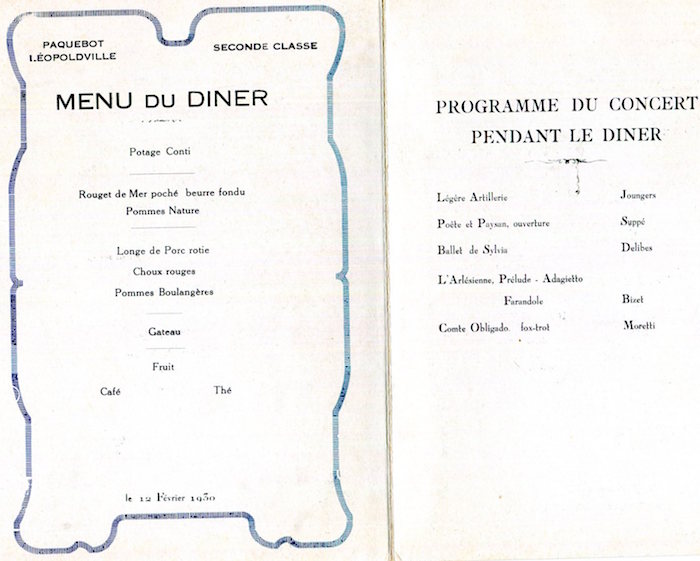 PAQUEBOT
LÉOPOLDVILLE
SECONDE CLASSE
MENU DU DINER
Potage Conti
Rouget de Mer poché beurre fondu
Pommes Nature
Longe de Porc rotie
Choux rouges
Pommes Boulangères
Gateau
Fruit
Café Thé
le 12 Février 1930
PROGRAMME DU CONCERT
PENDANT LE DINER
Légère Artillerie Joungers
Poëte et Paysan, ouverture Suppé
Ballet de Sylvia Delibes
L'Arlésienne, Prélude - Adagietto
Farandole Bizet
Comte Obligado. fox-trot Moretti